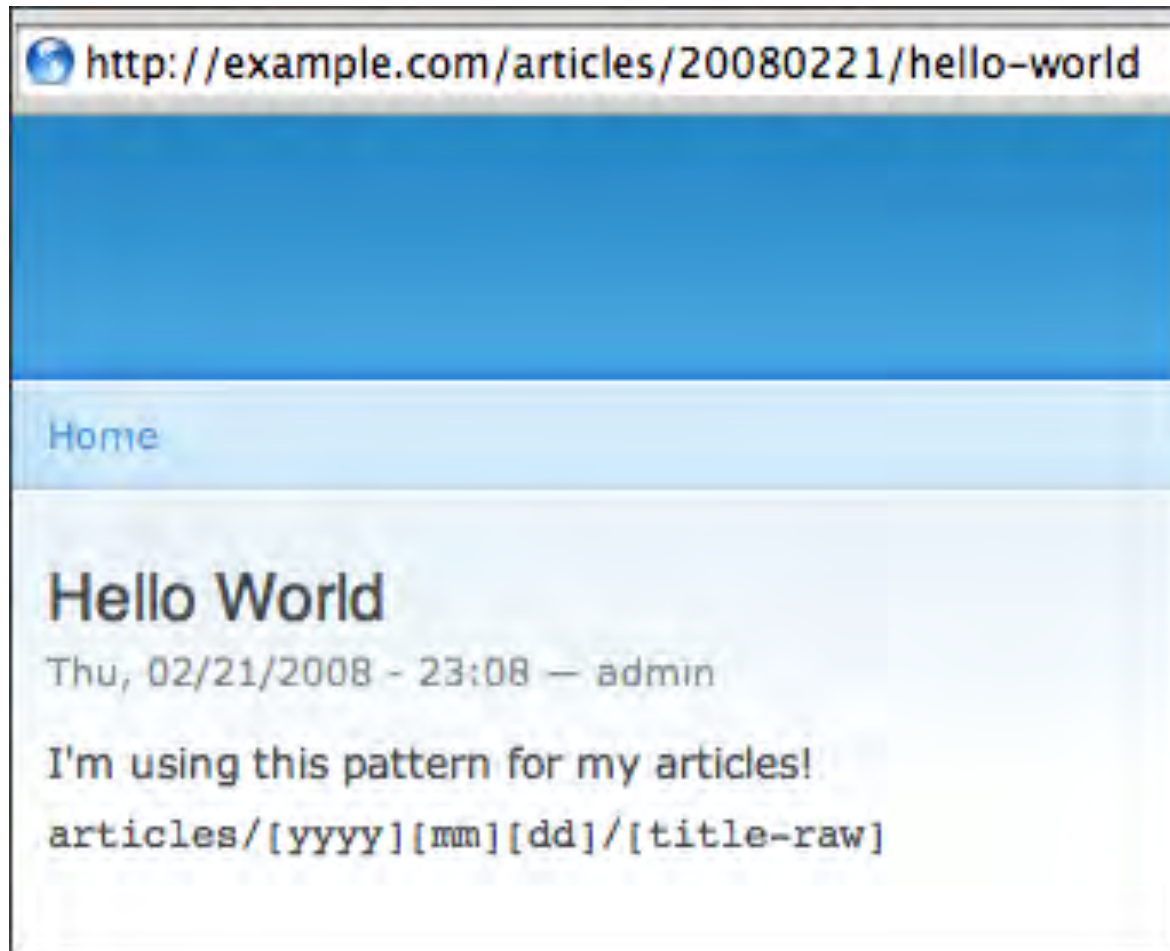 http://example.com/articles/20080221/hello-world
Home
Hello World
Thu, 02/21/2008 - 23:08 — admin
I'm using this pattern for my articles!
articles/[yyyy][mm][dd]/[title-raw]